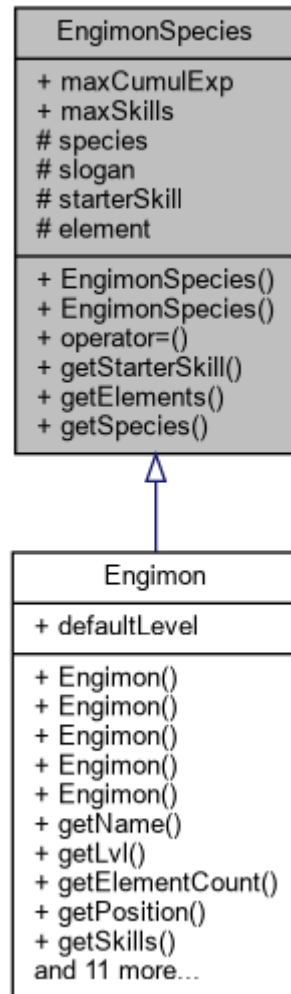 EngimonSpecies
+ maxCumulExp
+ maxSkills
# species
# slogan
# starterSkill
# element
+ EngimonSpecies()
+ EngimonSpecies()
+ operator=()
+ getStarterSkill()
+ getElements()
+ getSpecies()
Engimon
+ defaultLevel
+ Engimon()
+ Engimon()
+ Engimon()
+ Engimon()
+ Engimon()
+ getName()
+ getLvl()
+ getElementCount()
+ getPosition()
+ getSkills()
and 11 more...